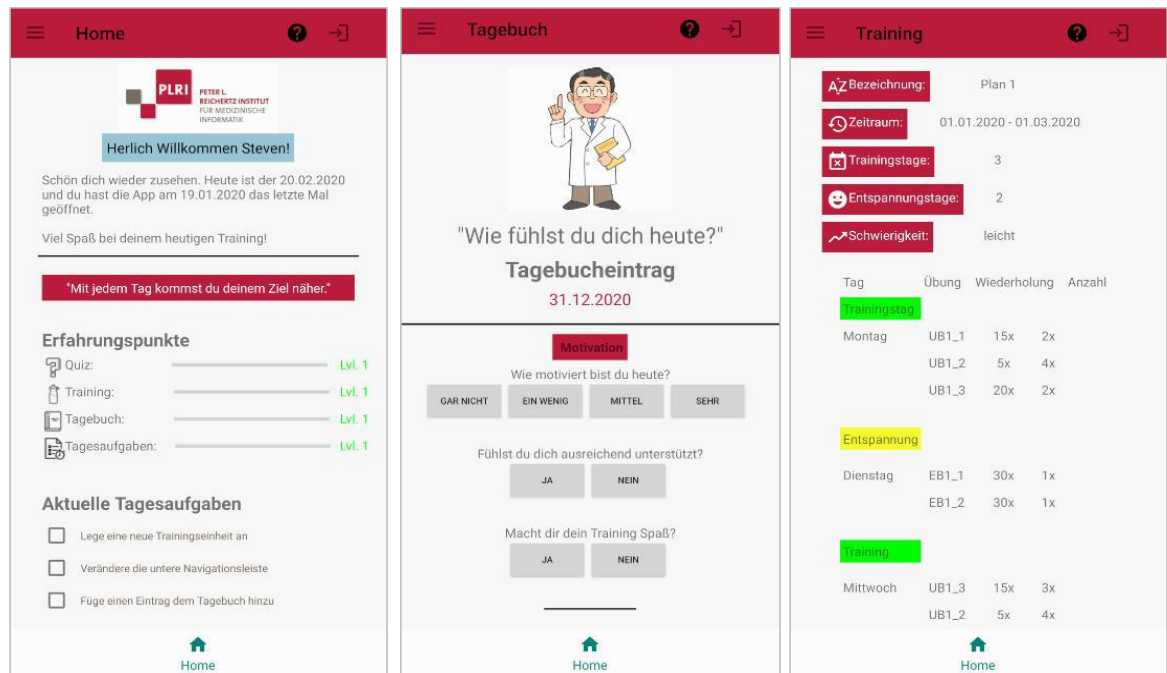 Home
PLRI
PETER L.
REICHERTZ INSTITUT
FÜR MEDIZINISCHE
INFORMATIK
Herlich Willkommen Steven!
Schön dich wieder zusehen. Heute ist der 20.02.2020
und du hast die App am 19.01.2020 das letzte Mal
geöffnet.
Viel Spaß bei deinem heutigen Training!
"Mit jedem Tag kommst du deinem Ziel näher."
Erfahrungspunkte
Quiz: Lvl. 1
Training: Lvl. 1
Tagebuch: Lvl. 1
Tagesaufgaben: Lvl. 1
Aktuelle Tagesaufgaben
Lege eine neue Trainingseinheit an
Verändere die untere Navigationsleiste
Füge einen Eintrag dem Tagebuch hinzu
Home
Tagebuch
"Wie fühlst du dich heute?"
Tagebucheintrag
31.12.2020
Motivation
Wie motiviert bist du heute?
GAR NICHT EIN WENIG MITTEL SEHR
Fühlst du dich ausreichend unterstützt?
JA NEIN
Macht dir dein Training Spaß?
JA NEIN
Home
Training
Bezeichnung: Plan 1
Zeitraum: 01.01.2020 - 01.03.2020
Trainingstage: 3
Entspannungstage: 2
Schwierigkeit: leicht
Tag Übung Wiederholung Anzahl
Trainingstag
Montag UB1_1 15x 2x
UB1_2 5x 4x
UB1_3 20x 2x
Entspannung
Dienstag EB1_1 30x 1x
EB1_2 30x 1x
Training
Mittwoch UB1_3 15x 3x
UB1_2 5x 4x
Home